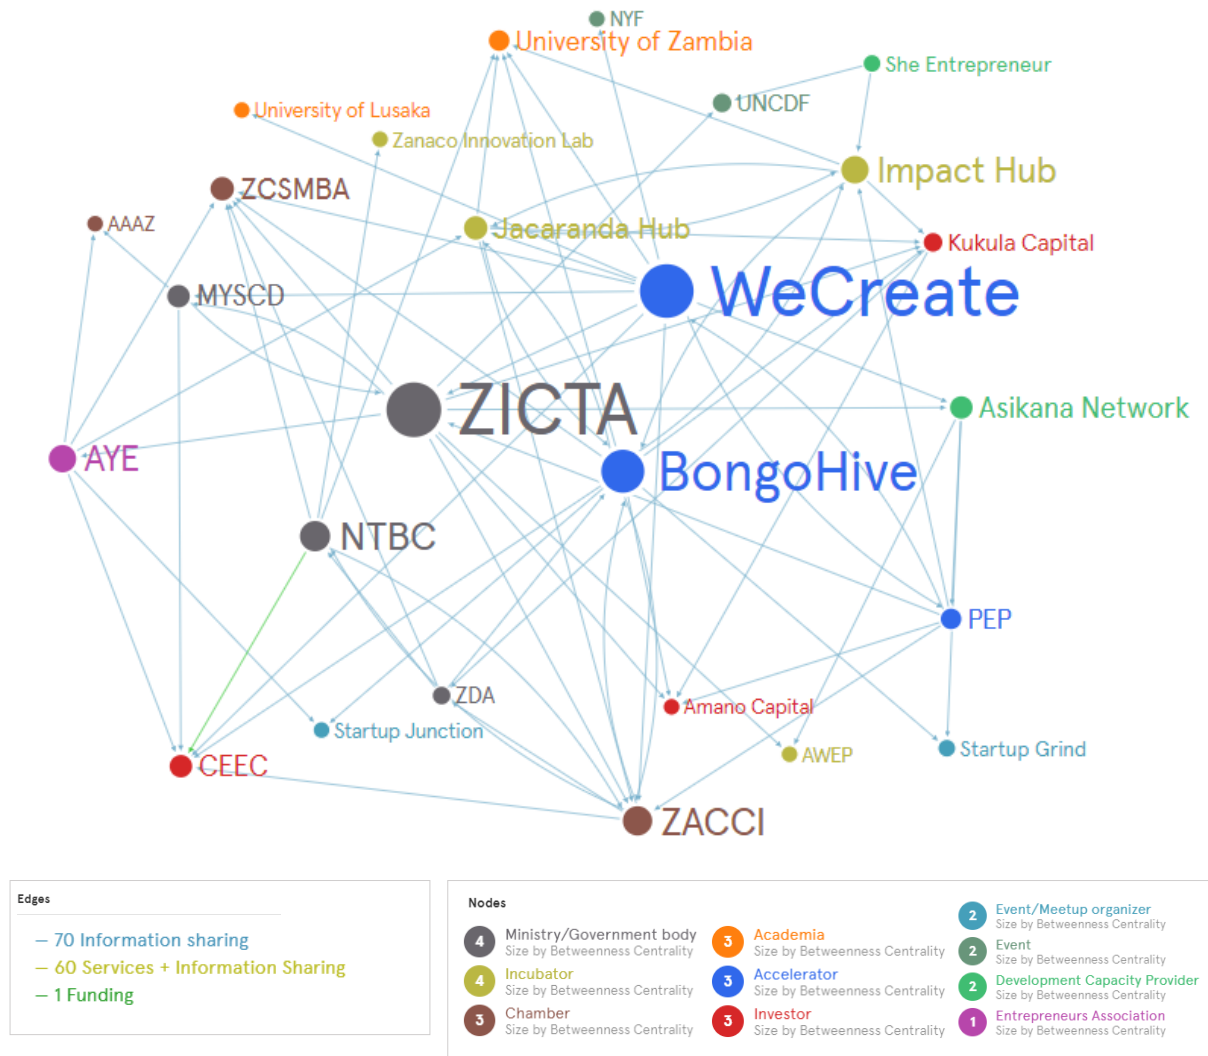 NYF
University of Zambia
She Entrepreneur
UNCDF
University of Lusaka
Zanaco Innovation Lab
Impact Hub
ZCSMBA
AAAZ
Jacaranda Hub
Kukula Capital
MYSCD
WeCreate
ZICTA
Asikana Network
AYE
BongoHive
NTBC
PEP
ZDA
Amano Capital
Startup Junction
Startup Grind
AWEP
CEEC
ZACCI
Edges
– 70 Information sharing
– 60 Services + Information Sharing
– 1 Funding
Nodes
4 Ministry/Government body
Size by Betweenness Centrality
4 Incubator
Size by Betweenness Centrality
3 Chamber
Size by Betweenness Centrality
3 Academia
Size by Betweenness Centrality
3 Accelerator
Size by Betweenness Centrality
3 Investor
Size by Betweenness Centrality
2 Event/Meetup organizer
Size by Betweenness Centrality
2 Event
Size by Betweenness Centrality
2 Development Capacity Provider
Size by Betweenness Centrality
1 Entrepreneurs Association
Size by Betweenness Centrality